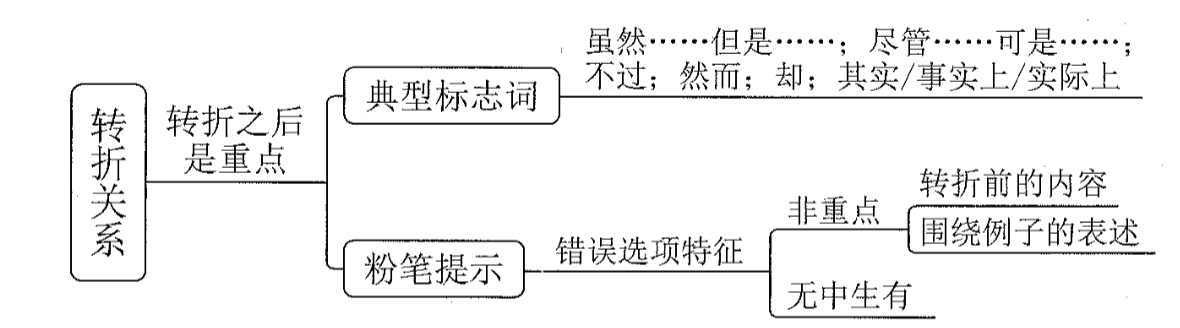 转折关系
转折之后
是重点
典型标志词
虽然……但是……；尽管……可是……；
不过；然而；却；其实/事实上/实际上
粉笔提示
错误选项特征
非重点
转折前的内容
围绕例子的表述
无中生有